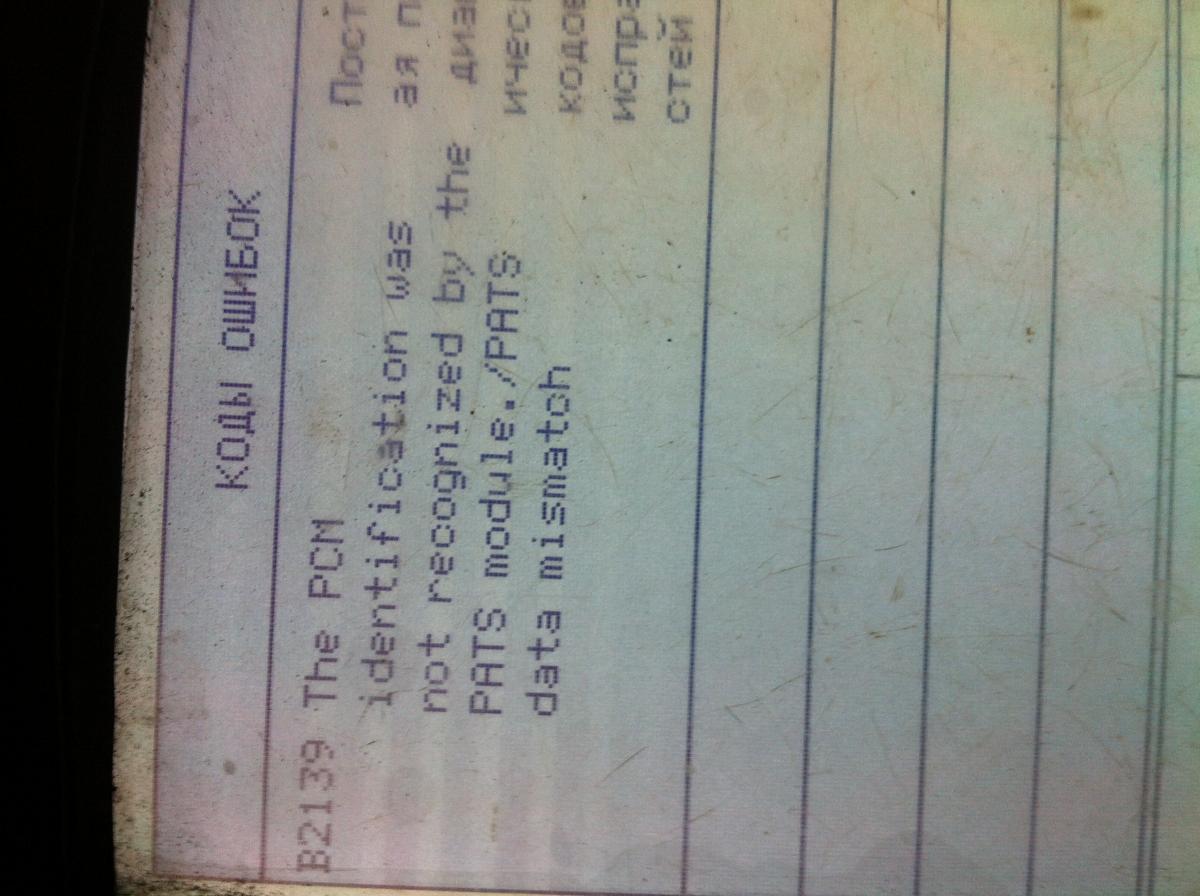 КОДЫ ОШИБОК
B2139 The PCM
identification was
not recognized by the
PATS module./PATS
data mismatch
Пост
ая п
диа
ическ
кодов
испра
стей